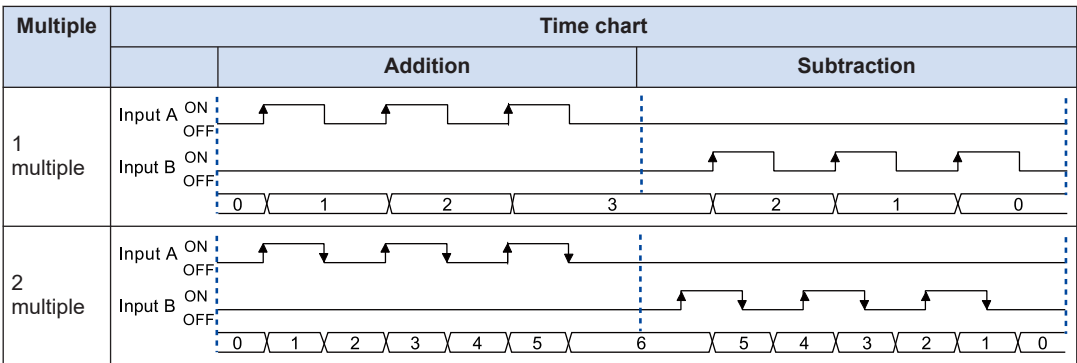 Multiple Time chart
Addition Subtraction
1 multiple
Input A ON
OFF
Input B ON
OFF
0 1 2 3 2 1 0
2 multiple
Input A ON
OFF
Input B ON
OFF
0 1 2 3 4 5 6 5 4 3 2 1 0